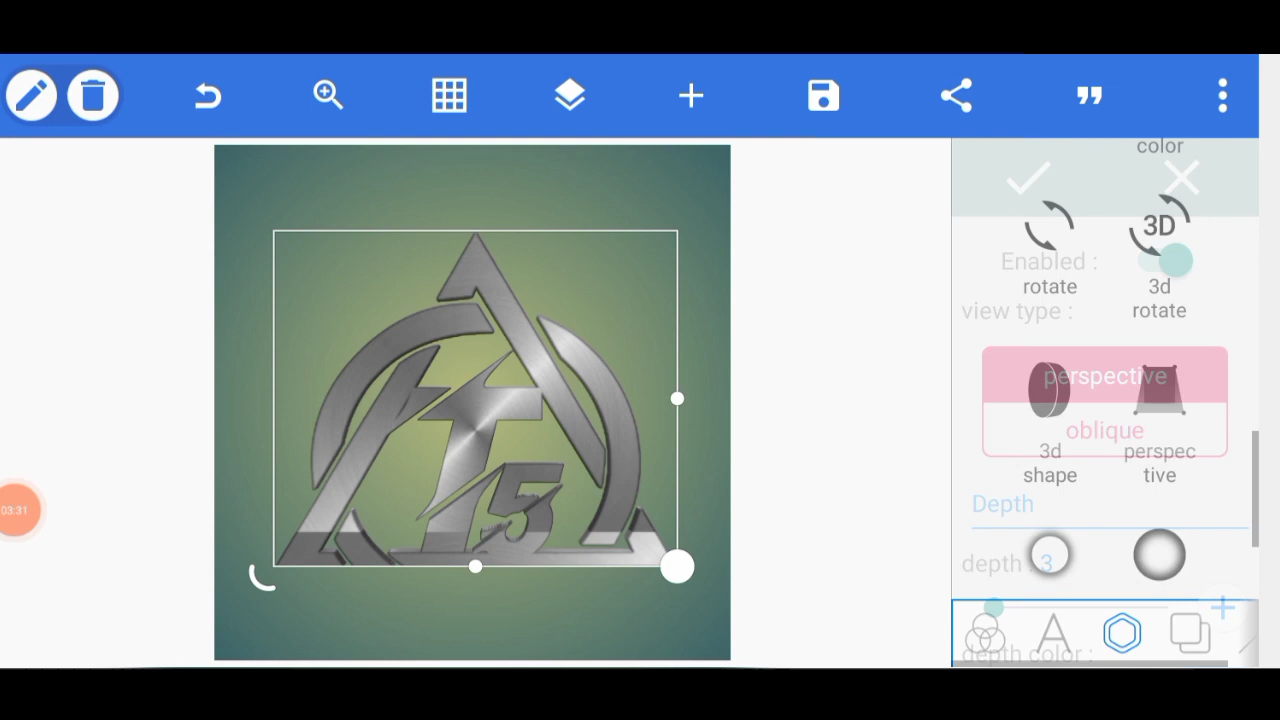 color
3D
Enabled :
rotate
3d
rotate
view type :
perspective
oblique
3d
shape
perspec
tive
Depth
depth : 3
depth color :
T
15
03:31